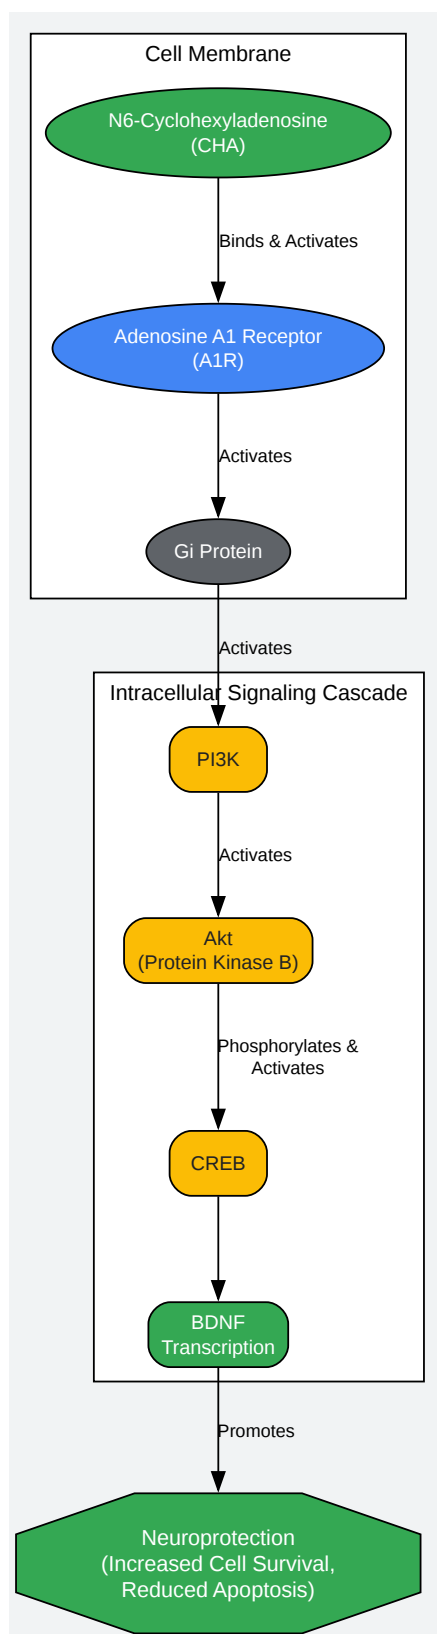 Cell Membrane
N6-Cyclohexyladenosine
(CHA)
Binds & Activates
Adenosine A1 Receptor
(A1R)
Activates
Gi Protein
Activates
Intracellular Signaling Cascade
PI3K
Activates
Akt
(Protein Kinase B)
Phosphorylates &
Activates
CREB
BDNF
Transcription
Promotes
Neuroprotection
(Increased Cell Survival,
Reduced Apoptosis)